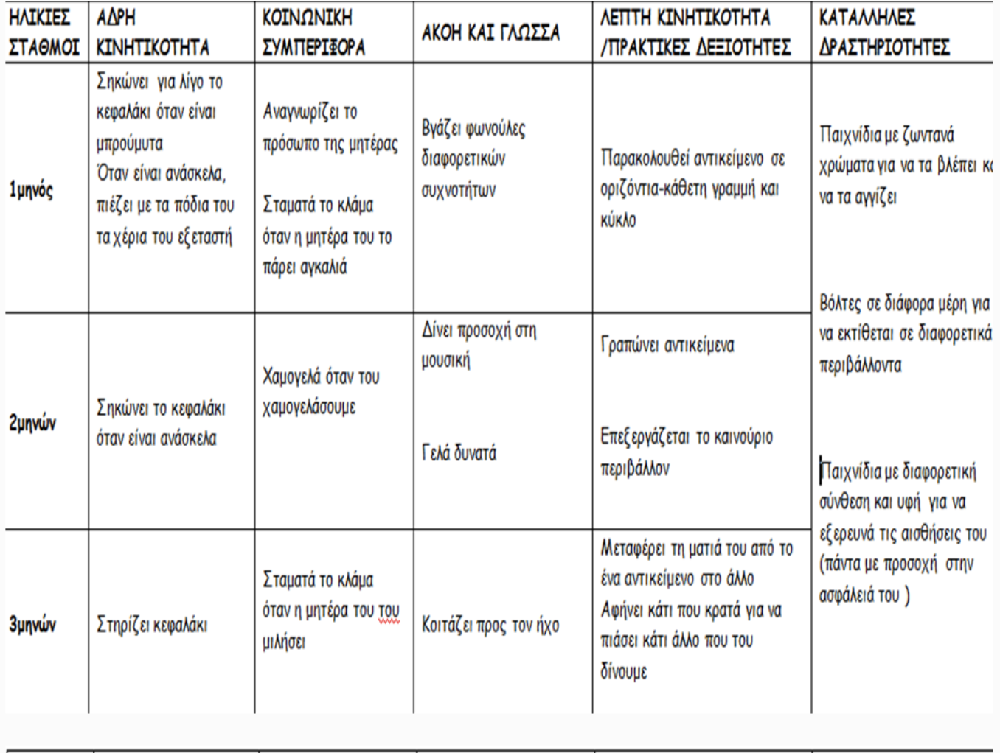 ΗΛΙΚΙΕΣ
ΣΤΑΘΜΟΙ
ΑΔΡΗ
ΚΙΝΗΤΙΚΟΤΗΤΑ
ΚΟΙΝΩΝΙΚΗ
ΣΥΜΠΕΡΙΦΟΡΑ
ΑΚΟΗ ΚΑΙ ΓΛΩΣΣΑ
ΛΕΠΤΗ ΚΙΝΗΤΙΚΟΤΗΤΑ
/ΠΡΑΚΤΙΚΕΣ ΔΕΞΙΟΤΗΤΕΣ
ΚΑΤΑΛΛΗΛΕΣ
ΔΡΑΣΤΗΡΙΟΤΗΤΕΣ
1μηνός
Σηκώνει για λίγο το
κεφαλάκι όταν είναι
μπρούμυτα
Όταν είναι ανάσκελα,
πιέζει με τα πόδια του
τα χέρια του εξεταστή
Αναγνωρίζει το
πρόσωπο της μητέρας
Σταματά το κλάμα
όταν η μητέρα του το
πάρει αγκαλιά
Βγάζει φωνούλες
διαφορετικών
συχνοτήτων
Παρακολουθεί αντικείμενο σε
οριζόντια-κάθετη γραμμή και
κύκλο
Παιχνίδια με ζωντανά
χρώματα για να τα βλέπει
να τα αγγίζει
Βόλτες σε διάφορα μέρη για
να εκτίθεται σε διαφορετικά
περιβάλλοντα
Παιχνίδια με διαφορετική
σύνθεση και υφή για να
εξερευνά τις αισθήσεις του
(πάντα με προσοχή στην
ασφάλειά του )
2μηνών
Σηκώνει το κεφαλάκι
όταν είναι ανάσκελα
Χαμογελά όταν του
χαμογελάσουμε
Δίνει προσοχή στη
μουσική
Γελά δυνατά
Γραπώνει αντικείμενα
Επεξεργάζεται το καινούριο
περιβάλλον
3μηνών
Στηρίζει κεφαλάκι
Σταματά το κλάμα
όταν η μητέρα του του
μιλήσει
Κοιτάζει προς τον ήχο
Μεταφέρει τη ματιά του από το
ένα αντικείμενο στο άλλο
Αφήνει κάτι που κρατά για να
πιάσει κάτι άλλο που του
δίνουμε